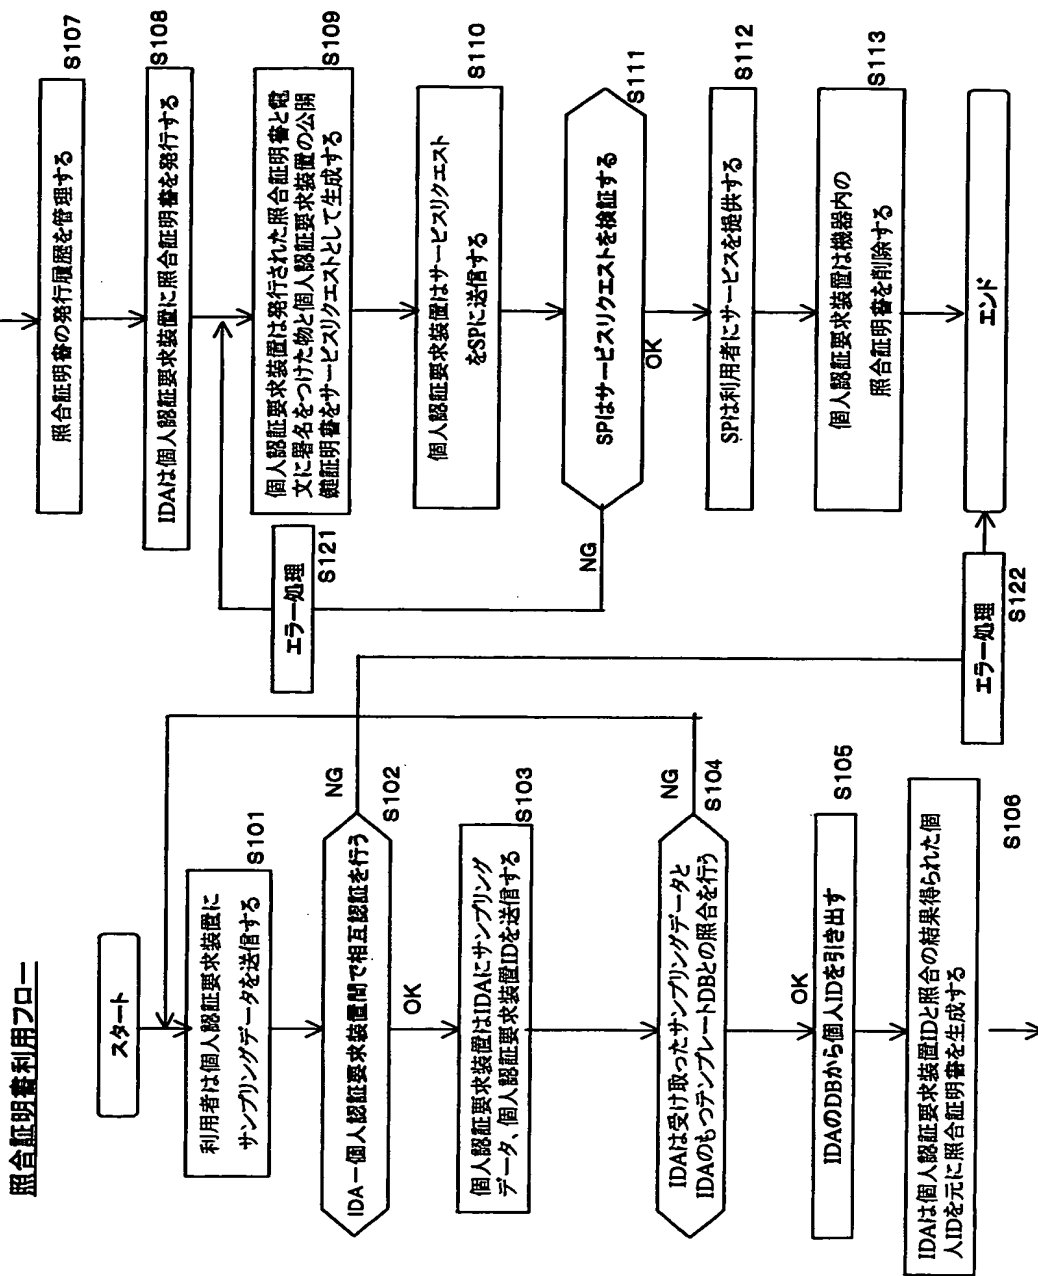 照合証明書利用フロー
スタート
利用者は個人認証要求装置に
サンプリングデータを送信する
S101
IDA－個人認証要求装置間で相互認証を行う
S102
NG
OK
個人認証要求装置はIDAにサンプリング
データ、個人認証要求装置IDを送信する
S103
IDAは受け取ったサンプリングデータと
IDAのもつテンプレートDBとの照合を行う
S104
NG
OK
IDAのDBから個人IDを引き出す
S105
IDAは個人認証要求装置IDと照合の結果得られた個
人IDを元に照合証明書を生成する
S106
照合証明書の発行履歴を管理する
S107
IDAは個人認証要求装置に照合証明書を発行する
S108
個人認証要求装置は発行された照合証明書と電
文に署名をつけた物と個人認証要求装置の公開
鍵証明書をサービスリクエストとして生成する
S109
個人認証要求装置はサービスリクエスト
をSPに送信する
S110
SPはサービスリクエストを検証する
S111
NG
OK
エラー処理
S121
SPは利用者にサービスを提供する
S112
個人認証要求装置は機器内の
照合証明書を削除する
S113
エラー処理
S122
エンド